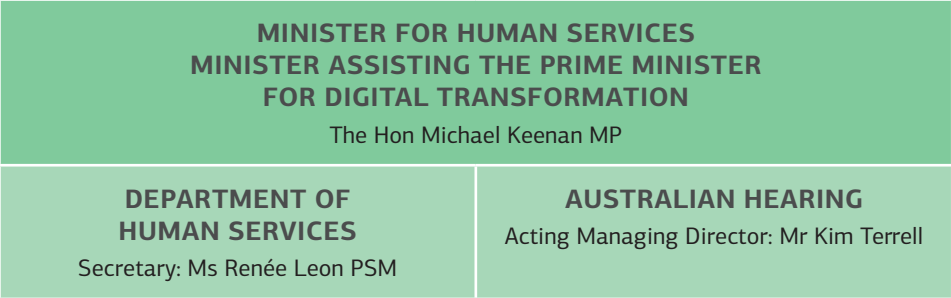 MINISTER FOR HUMAN SERVICES
MINISTER ASSISTING THE PRIME MINISTER
FOR DIGITAL TRANSFORMATION
The Hon Michael Keenan MP
DEPARTMENT OF
HUMAN SERVICES
Secretary: Ms Renée Leon PSM
AUSTRALIAN HEARING
Acting Managing Director: Mr Kim Terrell